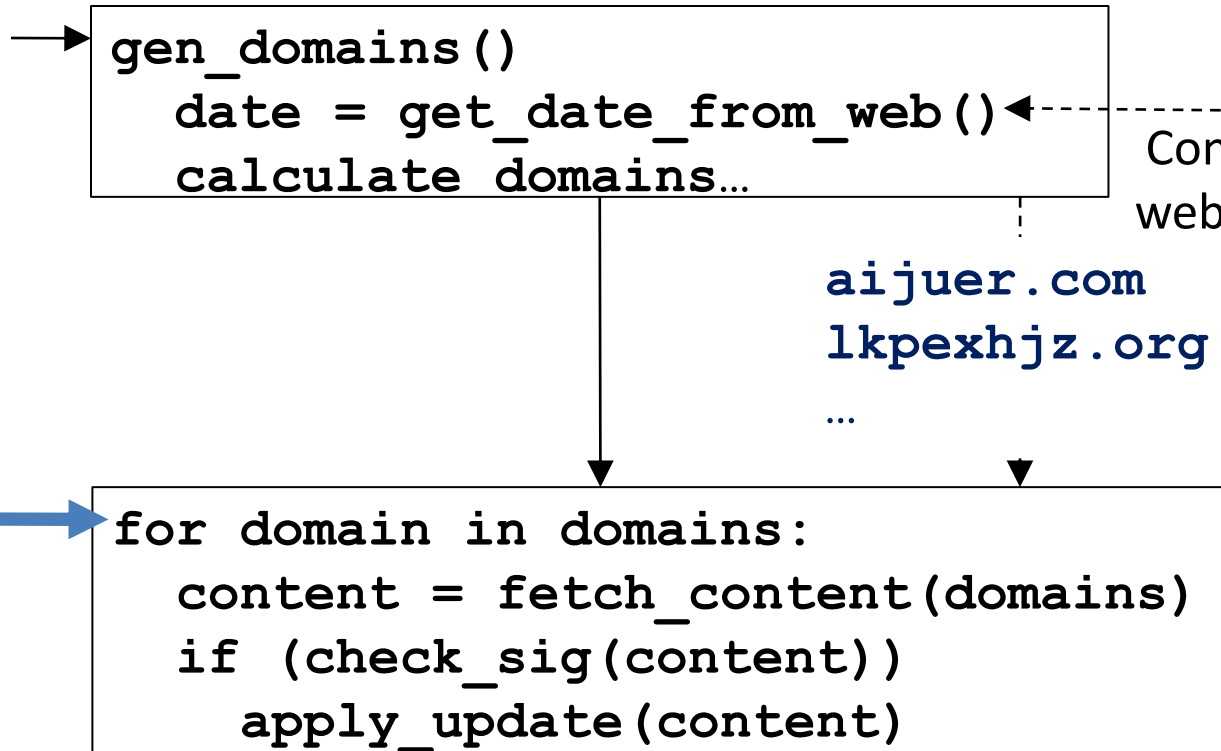 gen_domains()
date = get_date_from_web()
calculate domains…
web
aijuer.com
lkpexhjz.org
…
for domain in domains:
content = fetch_content(domains)
if (check_sig(content))
apply_update(content)